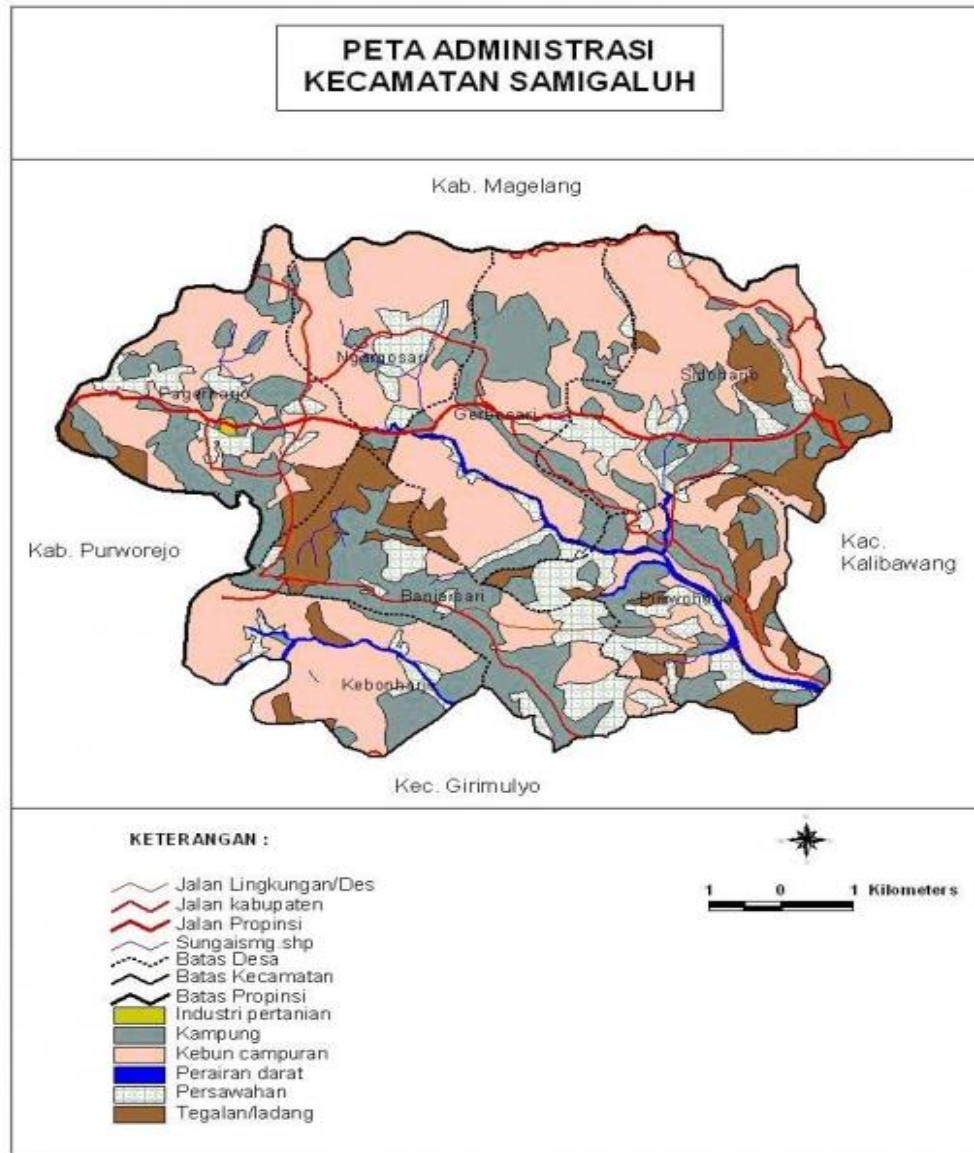 PETA ADMINISTRASI
KECAMATAN SAMIGALUH
Kab. Magelang
Ngargosari
Pagerharjo
Sidoharjo
Gerbosari
Kab. Purworejo
Kac.
Kalibawang
Banjarsari
Purwoharjo
Kebonharjo
Kec. Girimulyo
KETERANGAN :
Jalan Lingkungan/Des
Jalan kabupaten
Jalan Propinsi
Sungaismg.shp
Batas Desa
Batas Kecamatan
Batas Propinsi
Industri pertanian
Kampung
Kebun campuran
Perairan darat
Persawahan
Tegalan/ladang
1 0 1 Kilometers